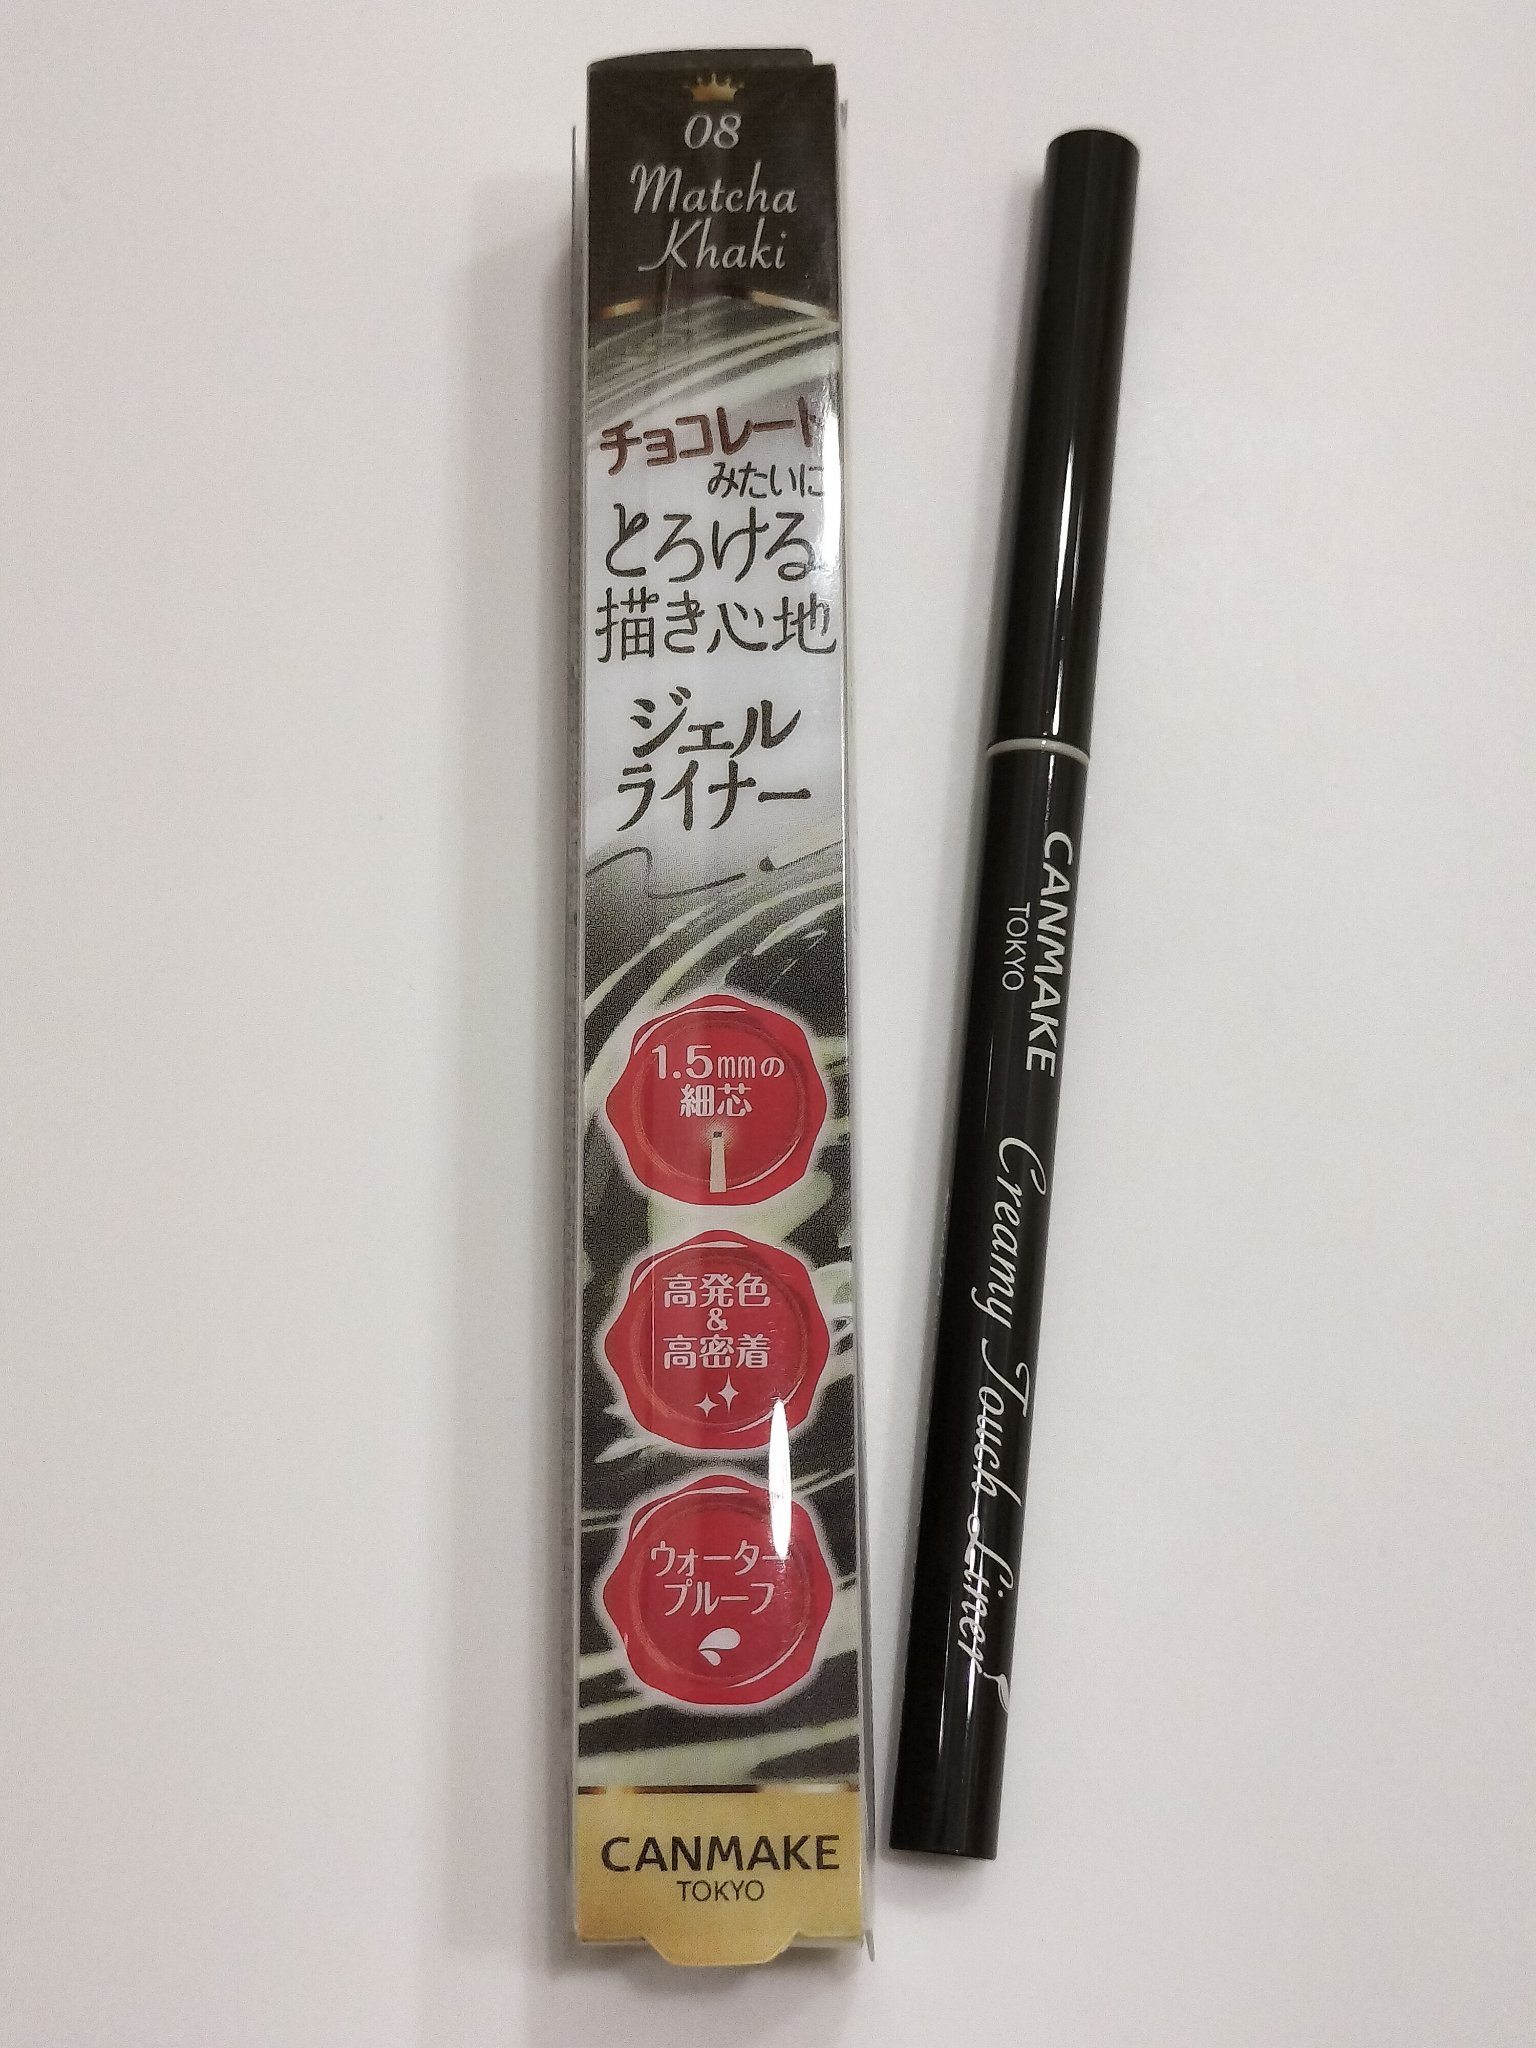 08
Matcha
Khaki
チョコレート
みたいに
とろける
描き心地
ジェル
ライナー
1.5㎜の
細芯
高発色
&
高密着
ウォーター
プルーフ
CANMAKE
TOKYO
CANMAKE
TOKYO
Creamy Touch Liner